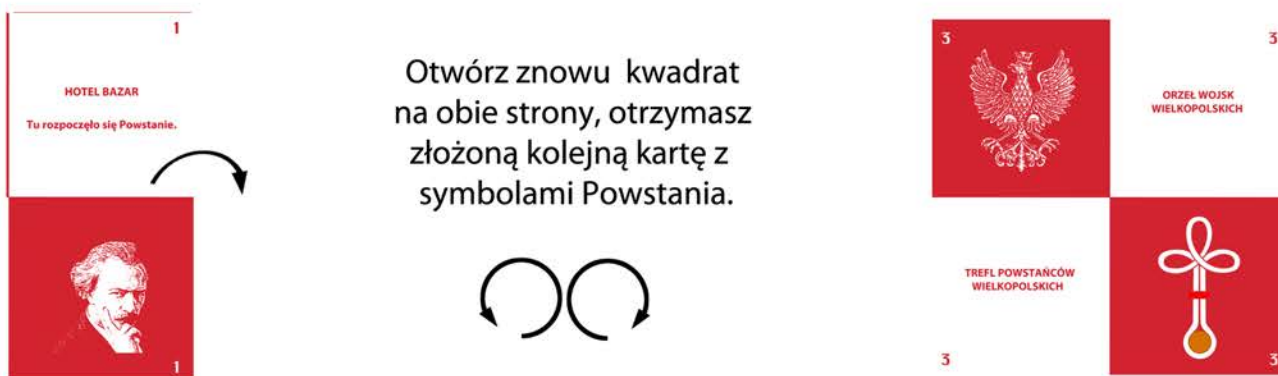 1
HOTEL BAZAR
Tu rozpoczęło się Powstanie.
1
Otwórz znowu kwadrat
na obie strony, otrzymasz
złożoną kolejną kartę z
symbolami Powstania.
3
3
ORZEŁ WOJSK
WIELKOPOLSKICH
TREFL POWSTAŃCÓW
WIELKOPOLSKICH
3
3